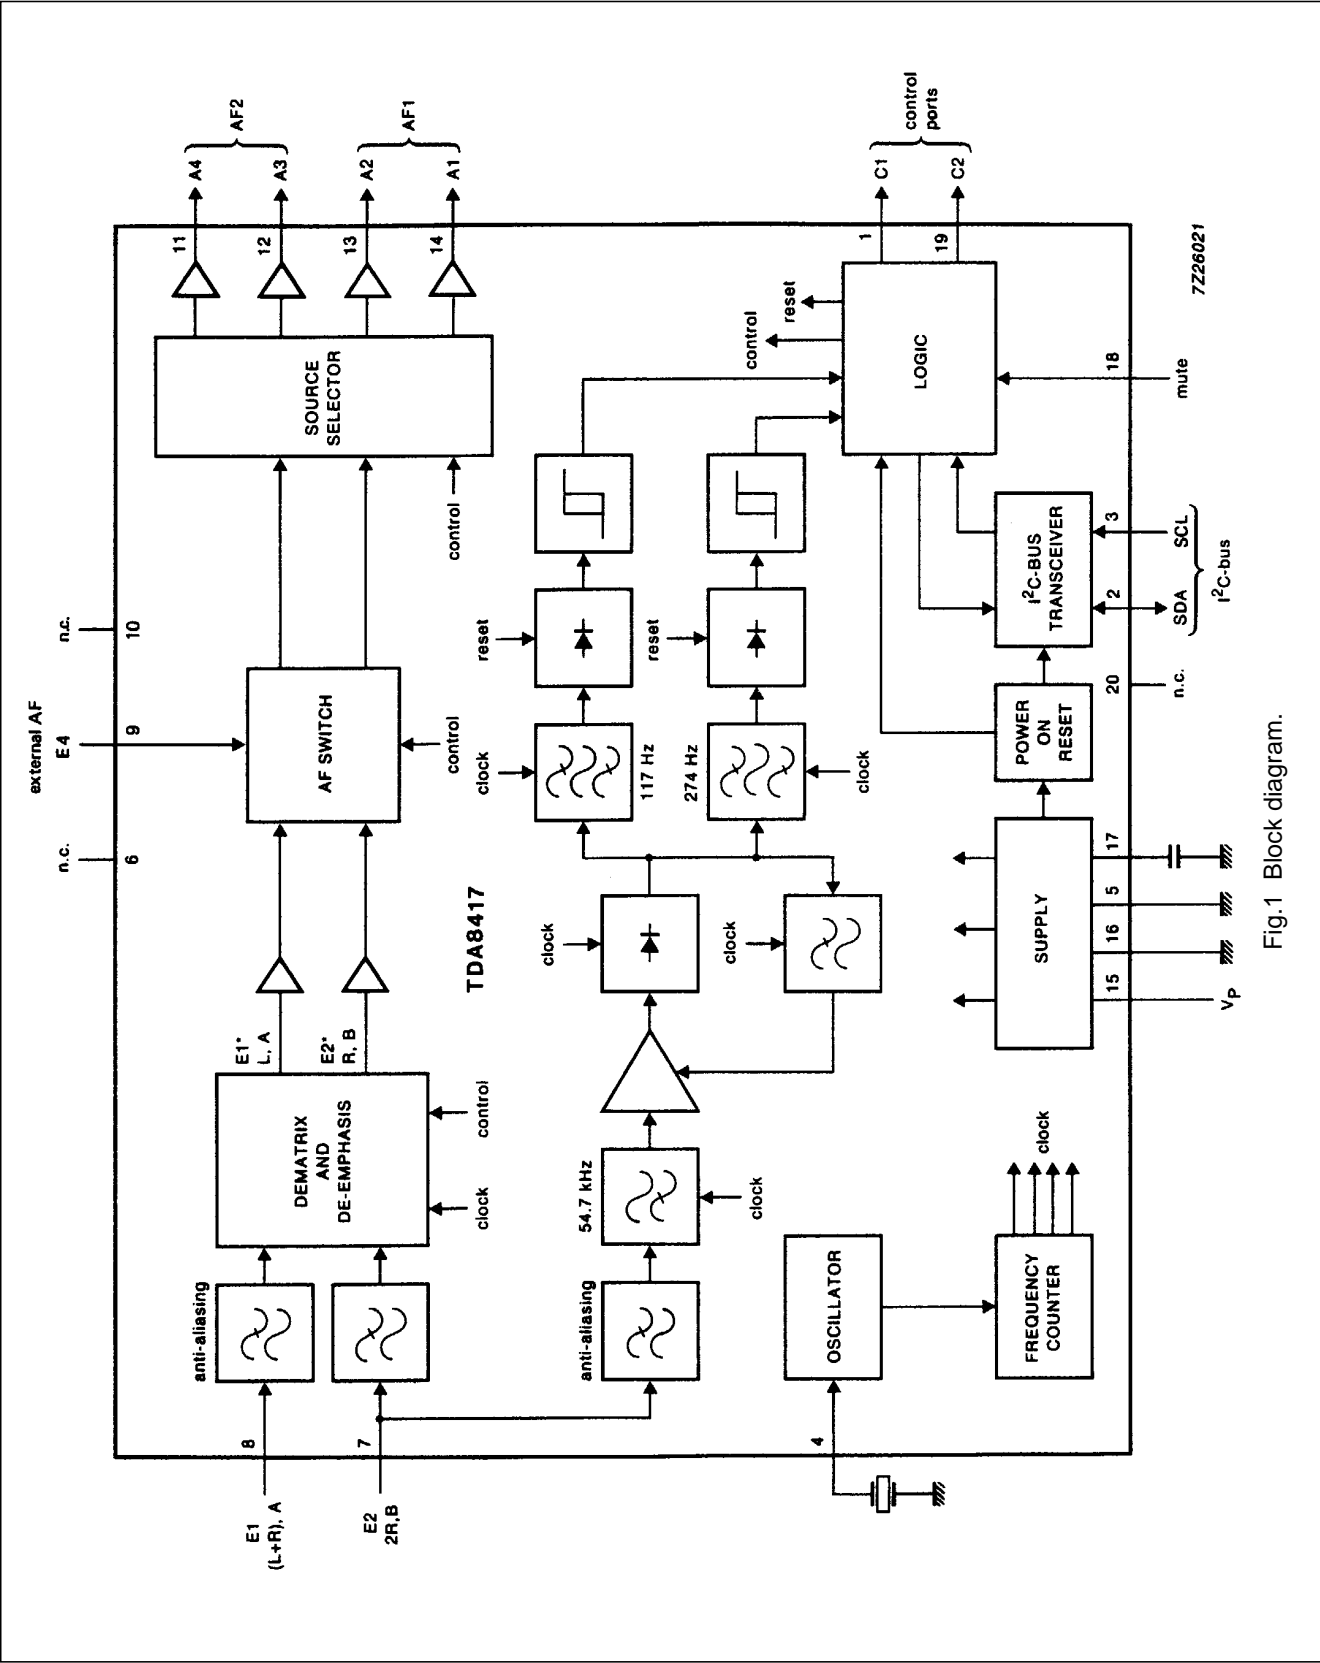 external AF
n.c.
E4
n.c.
6
9
10
E1
(L+R), A
8
anti-aliasing
E2
2R,B
7
DEMATRIX
AND
DE-EMPHASIS
clock
control
E1*
L, A
E2*
R, B
AF SWITCH
control
SOURCE
SELECTOR
control
11
A4
12
A3
AF2
13
A2
14
A1
AF1
TDA8417
anti-aliasing
54.7 kHz
clock
clock
clock
clock
117 Hz
reset
274 Hz
clock
reset
control
reset
LOGIC
1
C1
19
C2
control
ports
4
OSCILLATOR
FREQUENCY
COUNTER
clock
SUPPLY
15
16
5
17
VP
POWER
ON
RESET
I²C-BUS
TRANSCEIVER
20
n.c.
2
3
SDA
SCL
I²C-bus
18
mute
7Z26021
Fig.1 Block diagram.